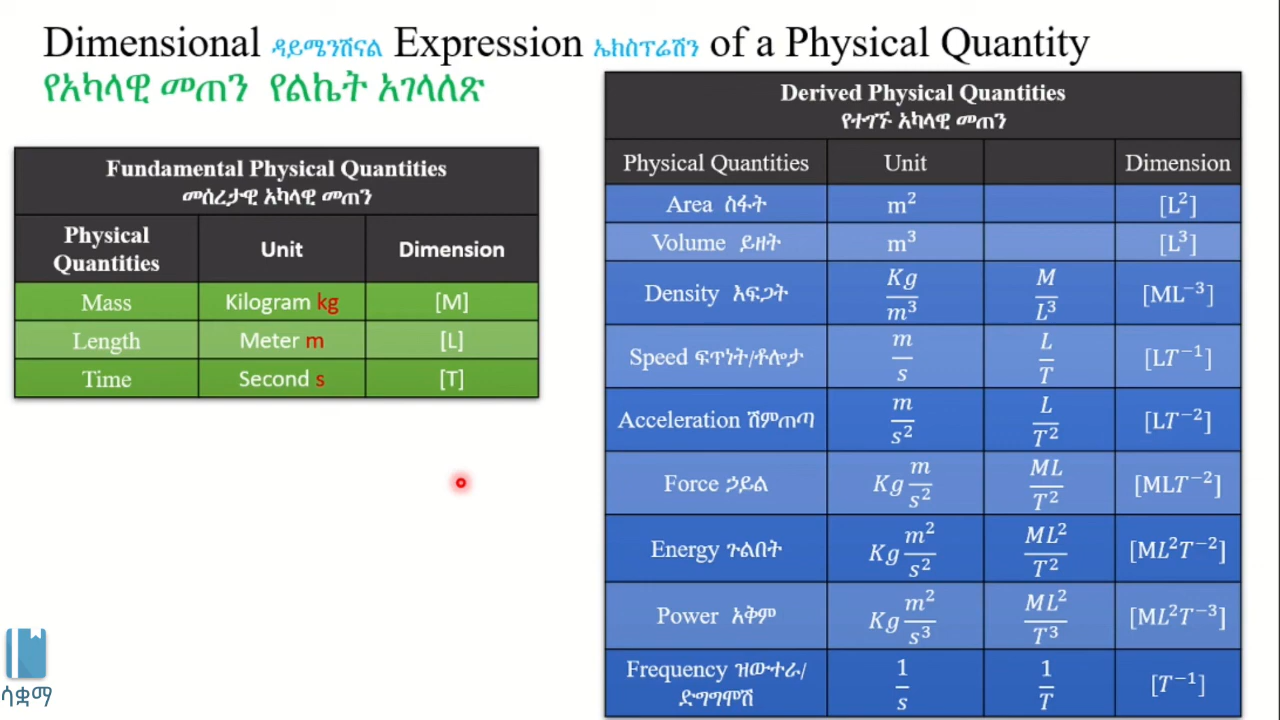 Dimensional ዳይሜንሽናል Expression ኤክስፕሬሽን of a Physical Quantity
የአካላዊ መጠን የልኬት አገላለጽ
Fundamental Physical Quantities
መሰረታዊ አካላዊ መጠን
Physical Quantities Unit Dimension
Mass Kilogram kg [M]
Length Meter m [L]
Time Second s [T]
Derived Physical Quantities
የተገኙ አካላዊ መጠን
Physical Quantities Unit Dimension
Area ስፋት m² [L²]
Volume ይዘት m³ [L³]
Density እፍጋት Kg/m³ M/L³ [ML⁻³]
Speed ፍጥነት/ቶሎታ m/s L/T [LT⁻¹]
Acceleration ሽምጠጣ m/s² L/T² [LT⁻²]
Force ኃይል Kg m/s² ML/T² [MLT⁻²]
Energy ጉልበት Kg m²/s² ML²/T² [ML²T⁻²]
Power አቅም Kg m²/s³ ML²/T³ [ML²T⁻³]
Frequency ዝውተራ/ድግግሞሽ 1/s 1/T [T⁻¹]
ሳቋማ